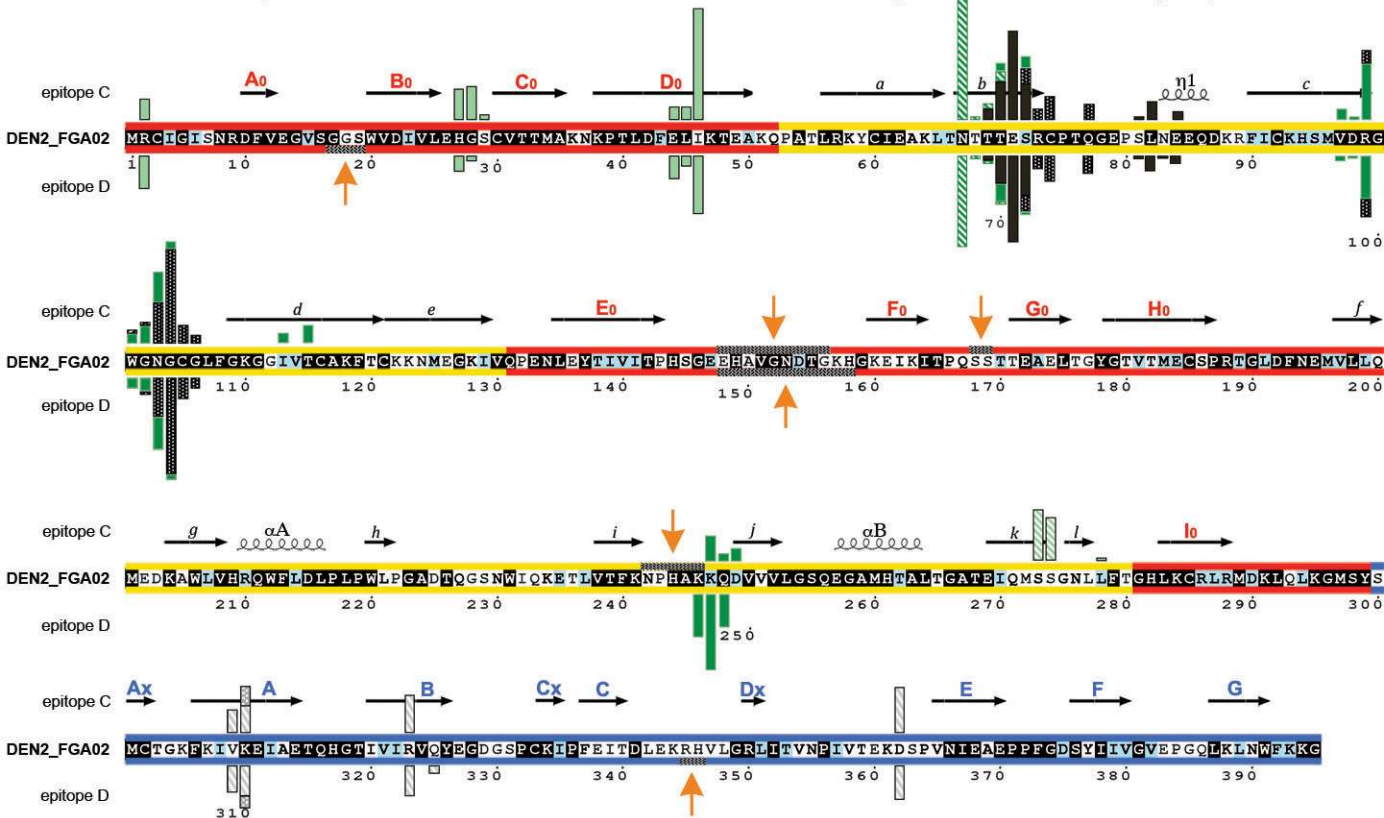 A0 B0 C0 D0 a b η1 c
epitope C
DEN2_FGA02 MRCIGISNRDFVEGVSGGSWVDIVLEHGSCVTTMAKNKPTLDFELIKTEAKQPATLRKYCIEAKLTNTTTESRCPTQGEPSLNEEQDKRFICKHSMVDRG
1 10 20 30 40 50 60 70 80 90 100
epitope D
d e E0 F0 G0 H0 f
epitope C
DEN2_FGA02 WGNGCGLFGKGGIVTCAKFTCKKNMEGKIVQPENLEYTIVITPHSGEEHAVGNDTGKHGKEIKITPQSSTTEAELTGYGTVTMECSPRTGLDFNEMVLLQ
110 120 130 140 150 160 170 180 190 200
epitope D
g αA h i j αB k l I0
epitope C
DEN2_FGA02 MEDKAWLVHRQWFLDLPLPWLPGADTQGSNWIQKETLVTFKNPHAKKQDVVVLGSQEGAMHTALTGATEIQMSSGNLLFTGHLKCRLRMDKLQLKGMSYS
210 220 230 240 250 260 270 280 290 300
epitope D
Ax A B Cx C Dx E F G
epitope C
DEN2_FGA02 MCTGKFKIVKEIAETQHGTIVIRVQYEGDGSPCKIPFEITDLEKRHVLGRLITVNPIVTEKDSPVNIEAEPPFGDSYIIVGVEPGQLKLNWFKKG
310 320 330 340 350 360 370 380 390
epitope D